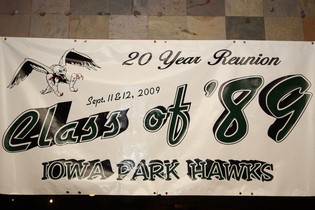 20 Year Reunion
Sept. 11 & 12, 2009
Class of '89
IOWA PARK HAWKS